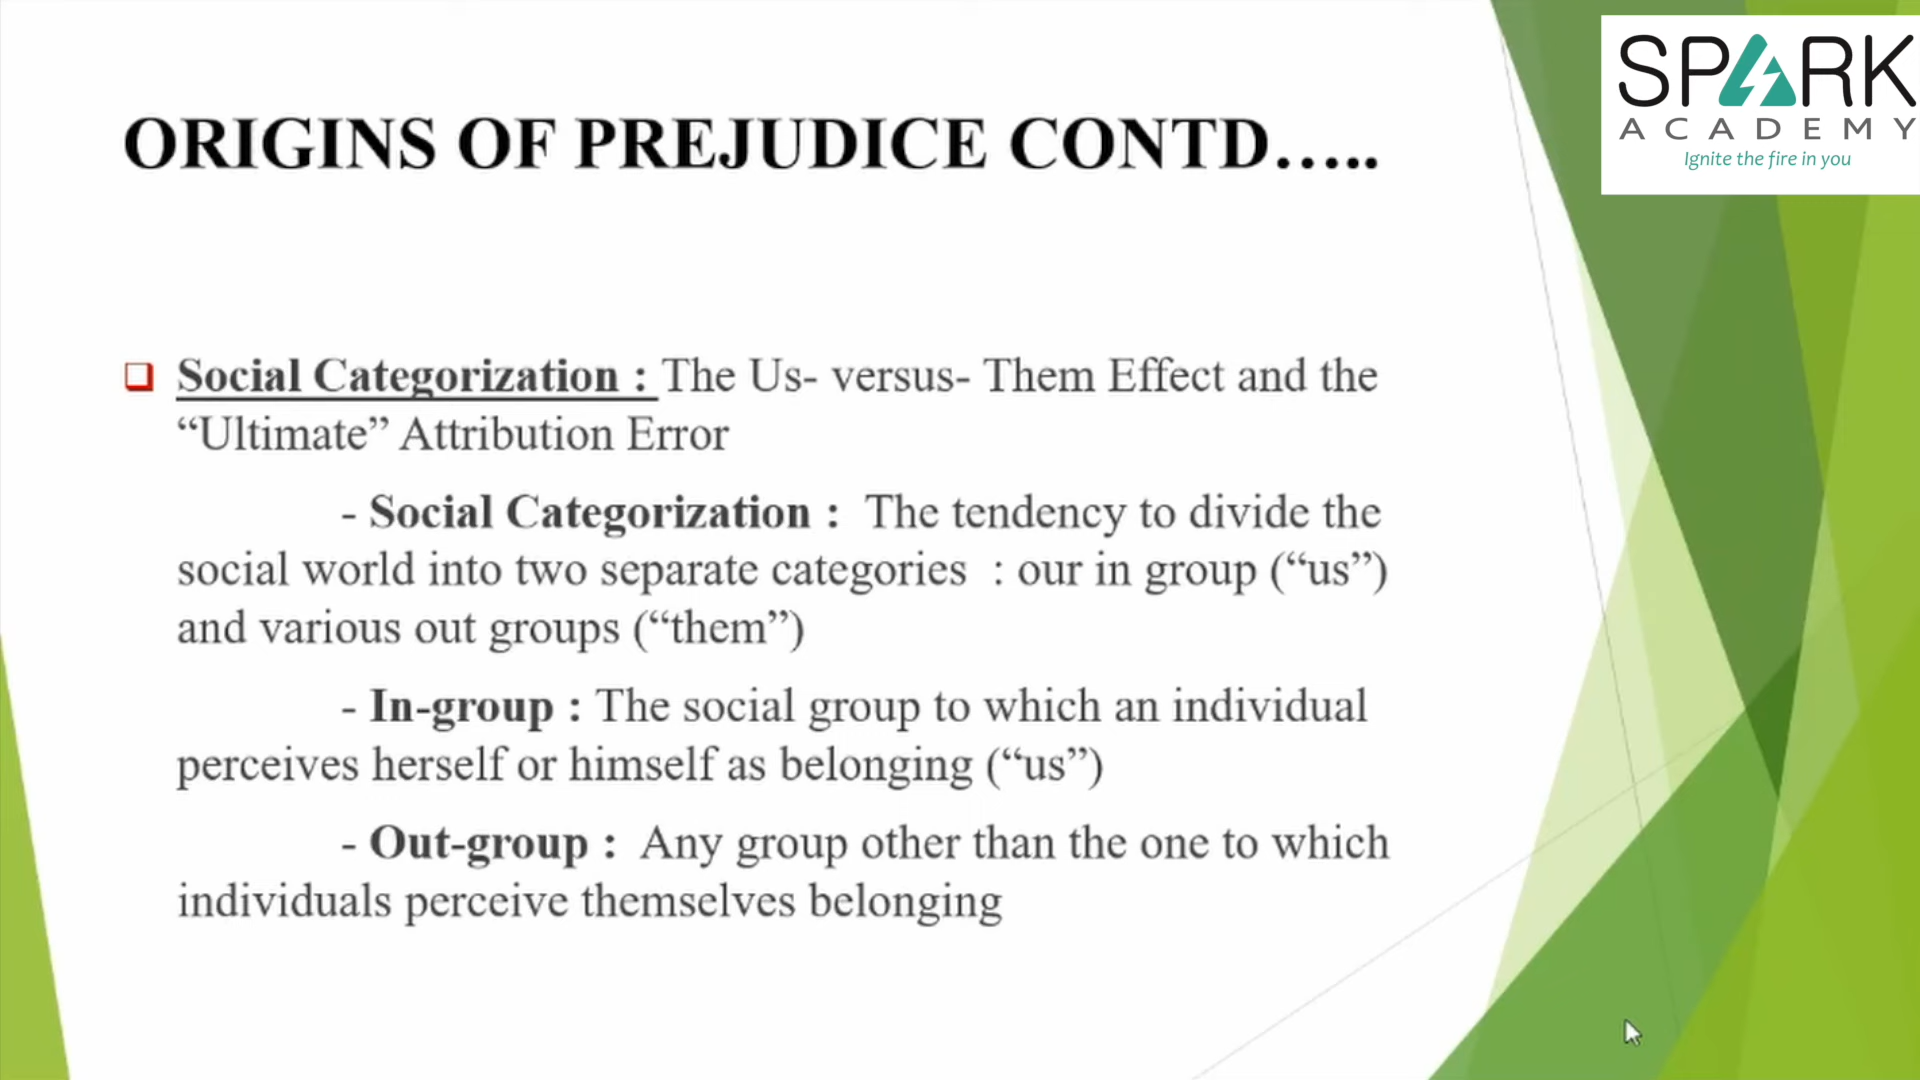 SPARK
ACADEMY
Ignite the fire in you
ORIGINS OF PREJUDICE CONTD…..
❑ Social Categorization : The Us- versus- Them Effect and the
“Ultimate” Attribution Error
- Social Categorization : The tendency to divide the
social world into two separate categories : our in group (“us”)
and various out groups (“them”)
- In-group : The social group to which an individual
perceives herself or himself as belonging (“us”)
- Out-group : Any group other than the one to which
individuals perceive themselves belonging